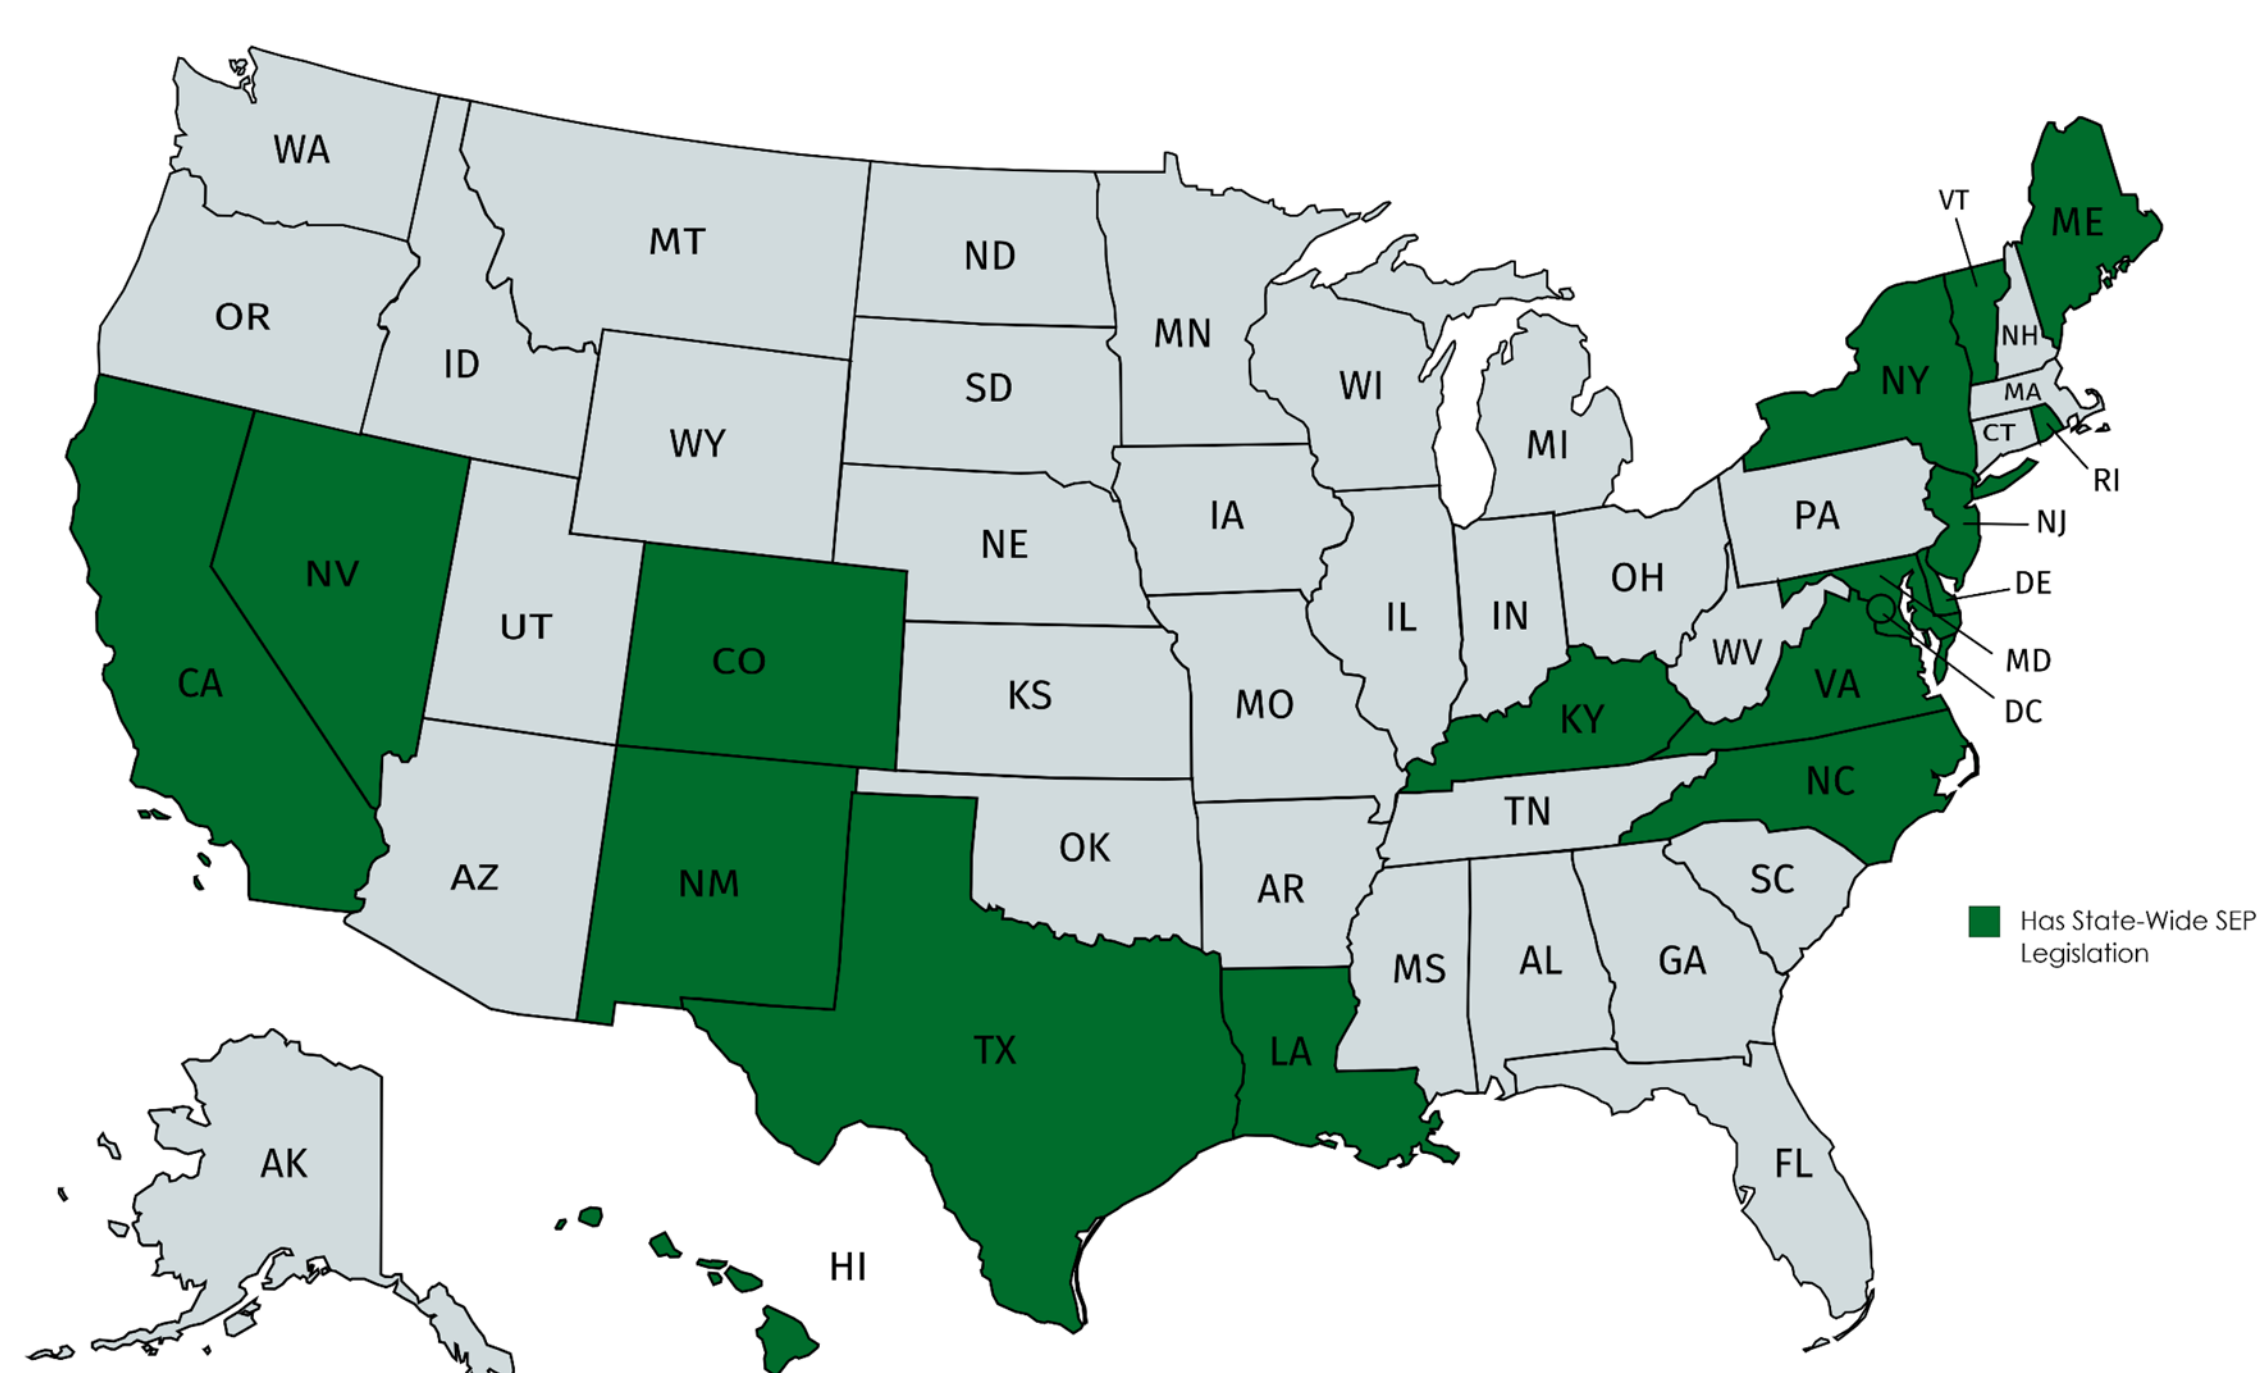 WA
VT
ME
MT
ND
OR
MN
NH
ID
NY
WI
SD
MA
CT
WY
MI
RI
IA
PA
NJ
NE
NV
OH
DE
IL
IN
UT
WV
CO
MD
CA
VA
KS
MO
DC
KY
NC
TN
OK
AZ
NM
AR
SC
Has State-Wide SEP
Legislation
MS
AL
GA
TX
LA
AK
FL
HI